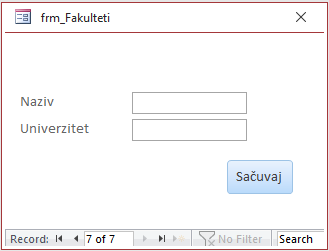 frm_Fakulteti
Naziv
Univerzitet
Sačuvaj
Record: 7 of 7 No Filter Search